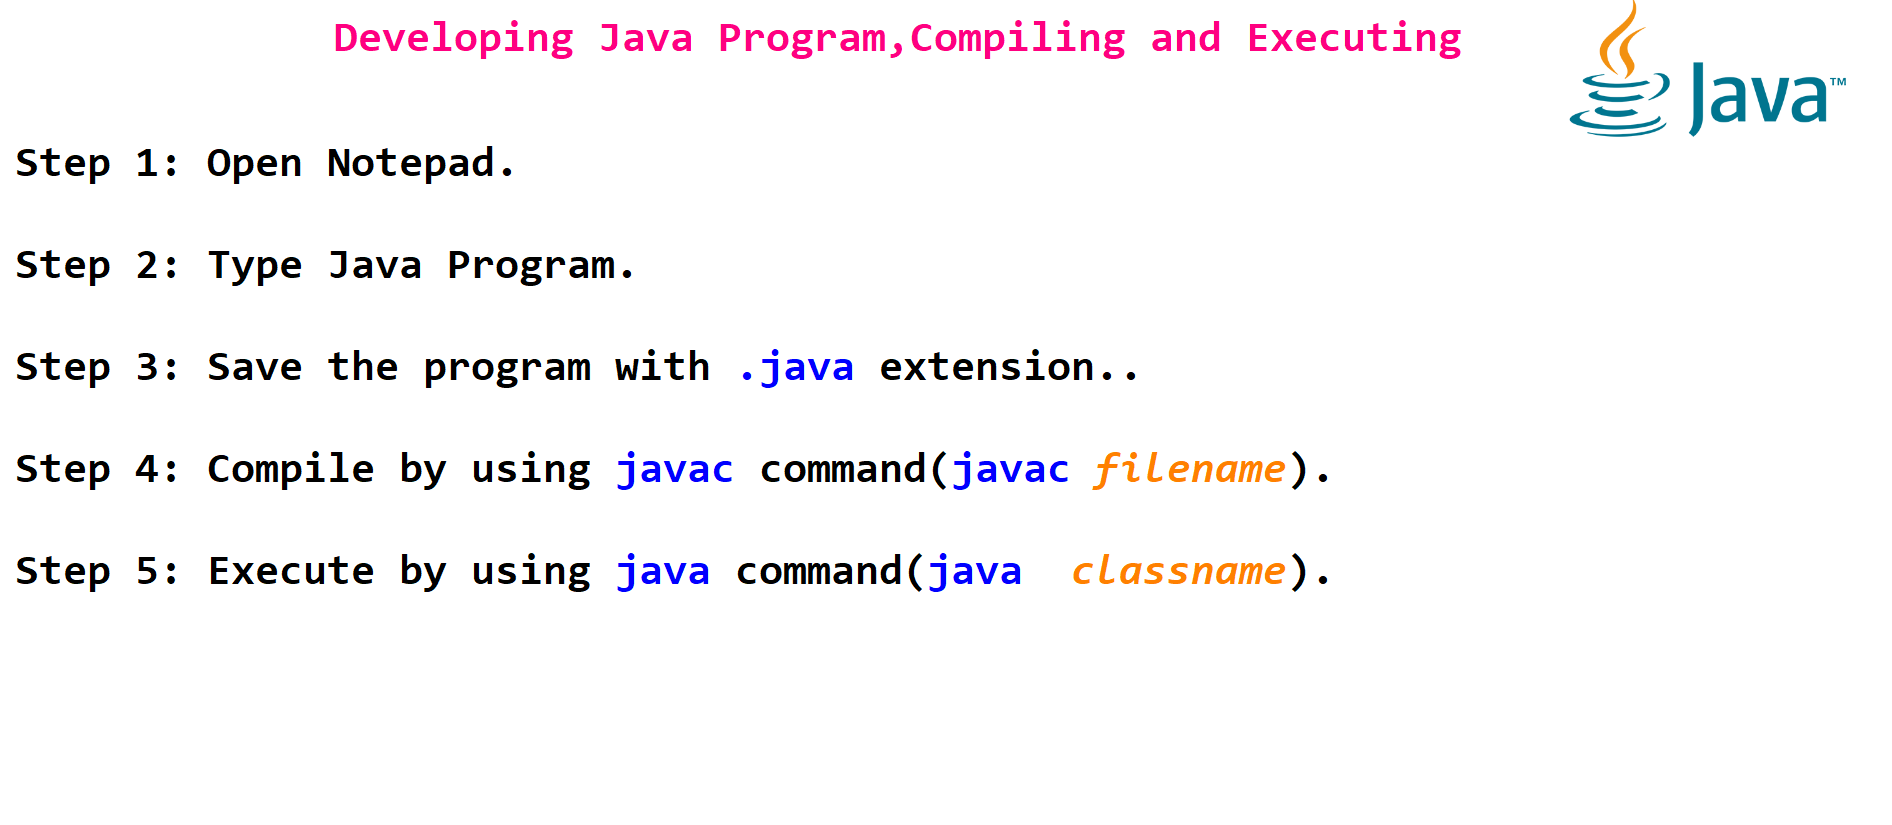 Developing Java Program,Compiling and Executing
Java™
Step 1: Open Notepad.
Step 2: Type Java Program.
Step 3: Save the program with .java extension..
Step 4: Compile by using javac command(javac filename).
Step 5: Execute by using java command(java  classname).